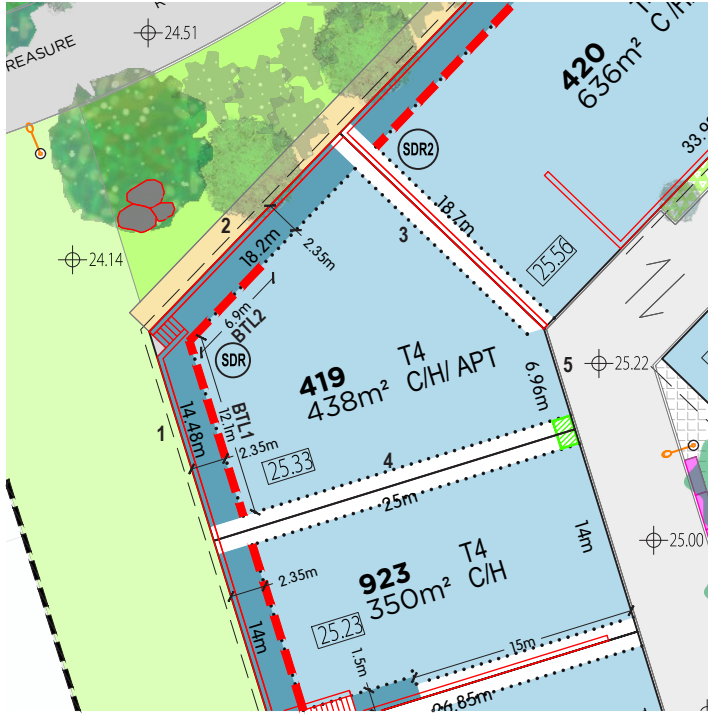 REASURE
24.51
420
636m²
C/H/
SDR2
33.9
2
18.2m
2.35m
3
18.7m
25.56
24.14
6.9m
BTL2
SDR
419 T4
438m² C/H/ APT
6.96m
5
25.22
1
14.48m
BTL1
12.1m
2.35m
25.33
4
25m
14m
25.00
2.35m
923 T4
350m² C/H
25.23
14m
1.5m
15m
26.85m